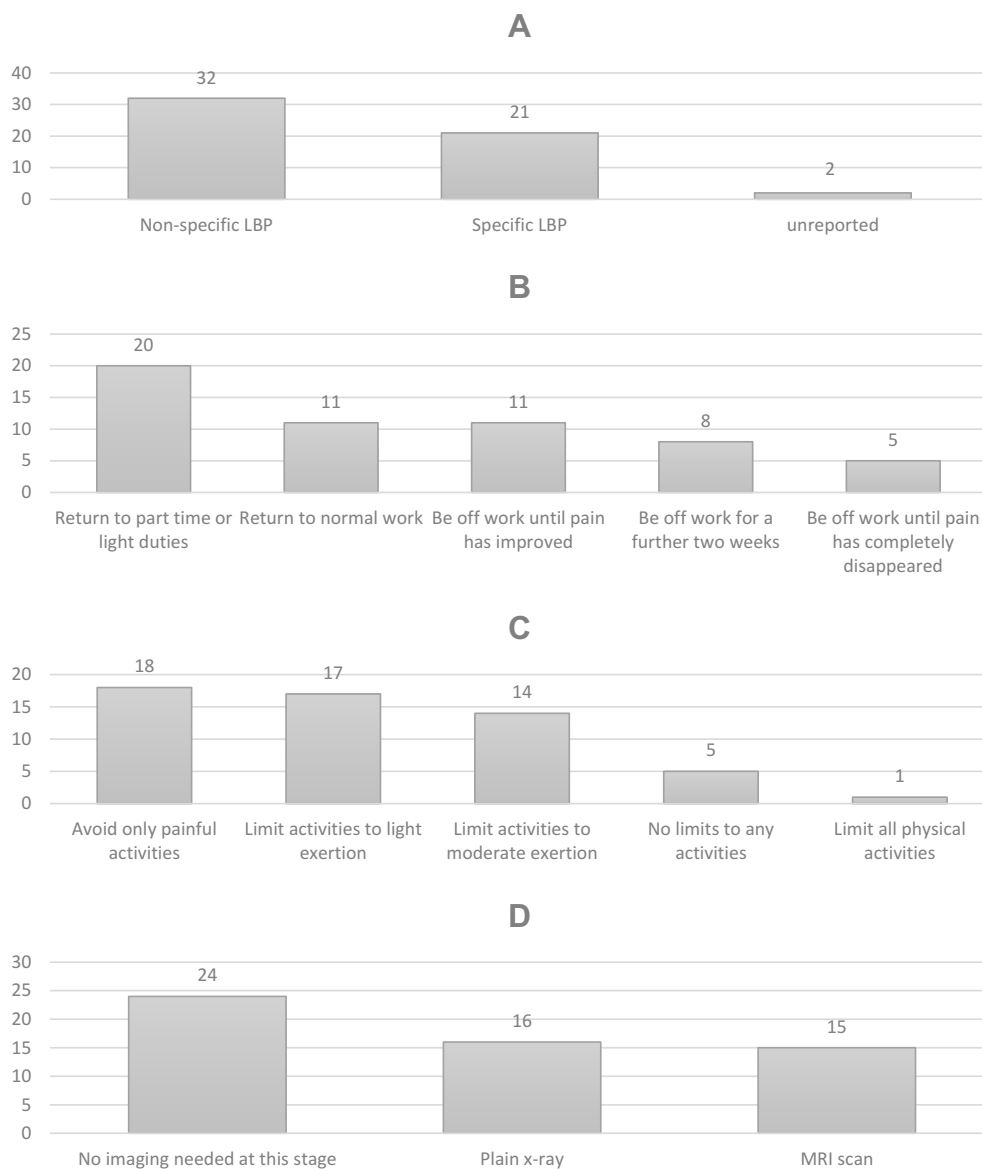 A
40
30
20
10
0
32
21
2
Non-specific LBP
Specific LBP
unreported
B
25
20
15
10
5
0
20
11
11
8
5
Return to part time or
light duties
Return to normal work
Be off work until pain
has improved
Be off work for a
further two weeks
Be off work until pain
has completely
disappeared
C
20
15
10
5
0
18
17
14
5
1
Avoid only painful
activities
Limit activities to light
exertion
Limit activities to
moderate exertion
No limits to any
activities
Limit all physical
activities
D
30
25
20
15
10
5
0
24
16
15
No imaging needed at this stage
Plain x-ray
MRI scan